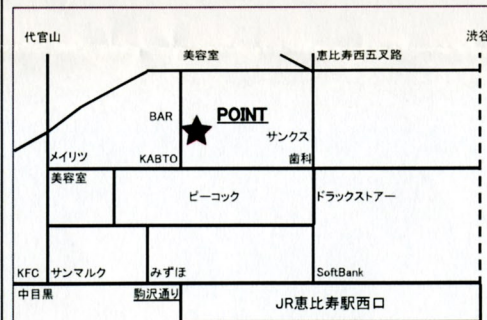 代官山
渋谷
美容室
恵比寿西五叉路
BAR
POINT
サンクス
メイリツ
KABTO
歯科
美容室
ピーコック
ドラックストアー
KFC
サンマルク
みずほ
SoftBank
中目黒
駒沢通り
JR恵比寿駅西口